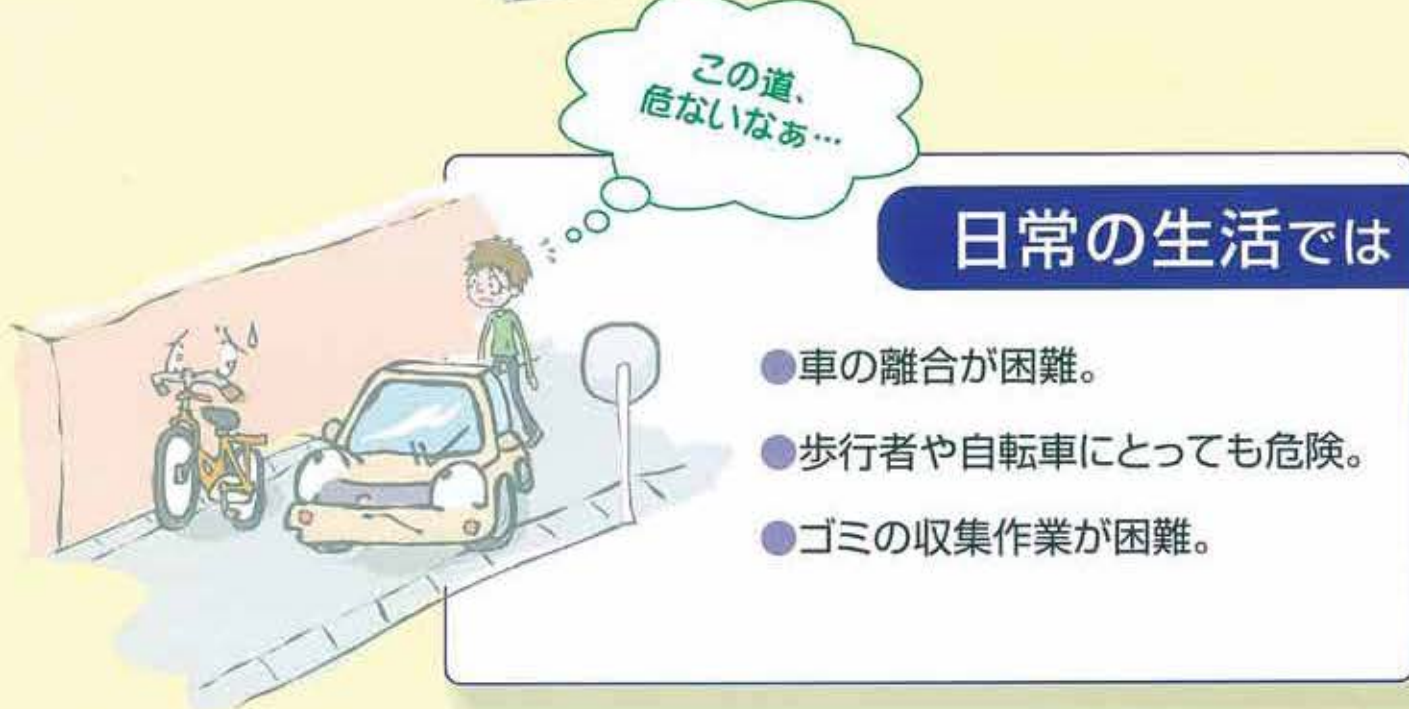 この道、
危ないなぁ…
日常の生活では
●車の離合が困難。
●歩行者や自転車にとっても危険。
●ゴミの収集作業が困難。